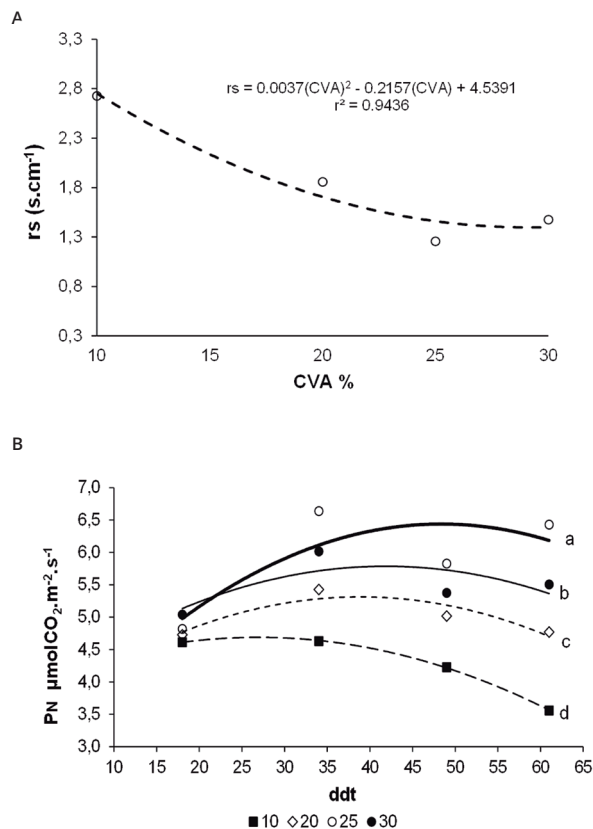 A
3,3
2,8
2,3
1,8
1,3
0,8
0,3
rs (s.cm-1)
rs = 0.0037(CVA)² - 0.2157(CVA) + 4.5391
r² = 0.9436
10 15 20 25 30
CVA %
B
7,0
6,5
6,0
5,5
5,0
4,5
4,0
3,5
3,0
PN µmolCO2.m-2.s-1
a
b
c
d
10 15 20 25 30 35 40 45 50 55 60 65
ddt
10 20 25 30